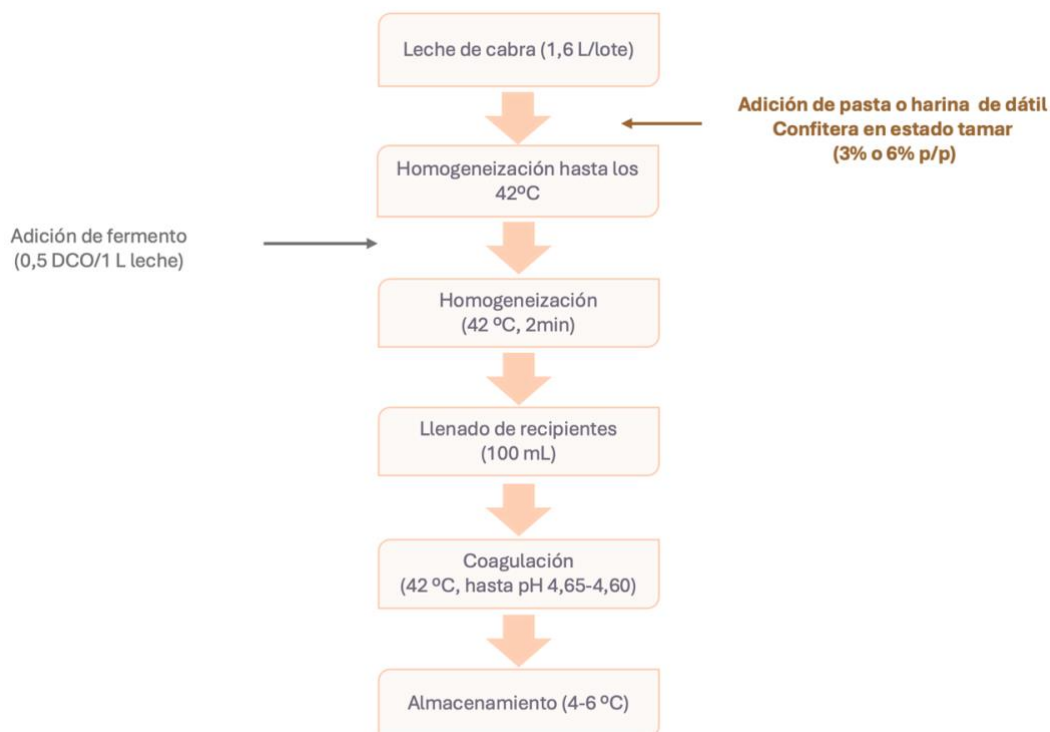 Leche de cabra (1,6 L/lote)
Adición de pasta o harina de dátil
Confitera en estado tamar
(3% o 6% p/p)
Homogeneización hasta los
42ºC
Adición de fermento
(0,5 DCO/1 L leche)
Homogeneización
(42 ºC, 2min)
Llenado de recipientes
(100 mL)
Coagulación
(42 ºC, hasta pH 4,65-4,60)
Almacenamiento (4-6 ºC)